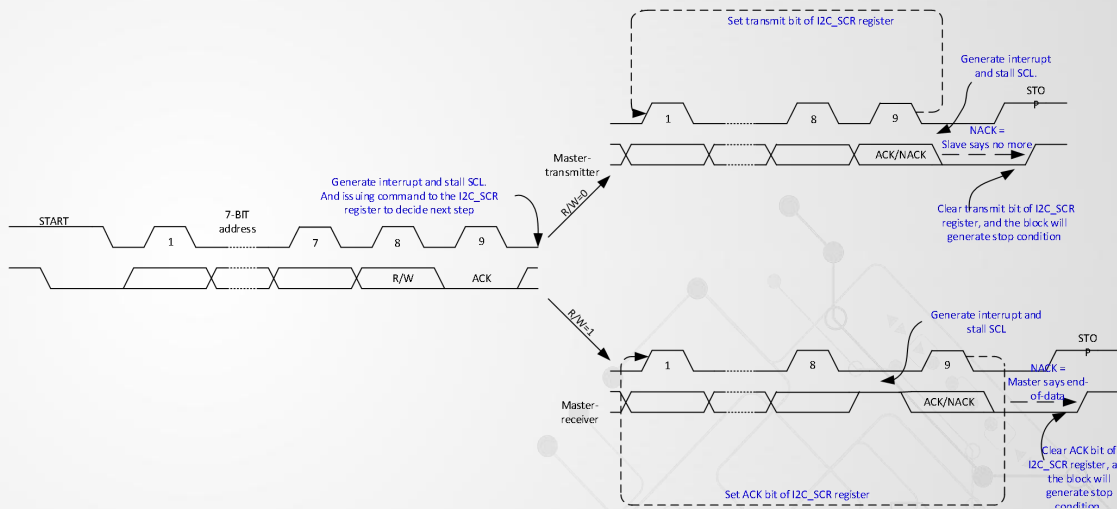 Set transmit bit of I2C_SCR register
Generate interrupt
and stall SCL.
STO
P
1
8
9
NACK =
Slave says no more
ACK/NACK
Master-
transmitter
R/W=0
Clear transmit bit of I2C_SCR
register, and the block will
generate stop condition
Generate interrupt and stall SCL.
And issuing command to the I2C_SCR
register to decide next step
START
7-BIT
address
1
7
8
9
R/W
ACK
R/W=1
Generate interrupt and
stall SCL
STO
P
1
8
9
NACK =
Master says end-
of-data
ACK/NACK
Master-
receiver
Clear ACK bit of
I2C_SCR register, a
the block will
generate stop
condition
Set ACK bit of I2C_SCR register